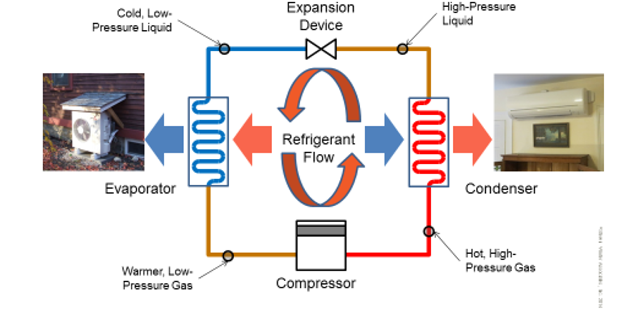 Cold, Low-
Pressure Liquid
Expansion
Device
High-Pressure
Liquid
Refrigerant
Flow
Evaporator
Condenser
Warmer, Low-
Pressure Gas
Compressor
Hot, High-
Pressure Gas